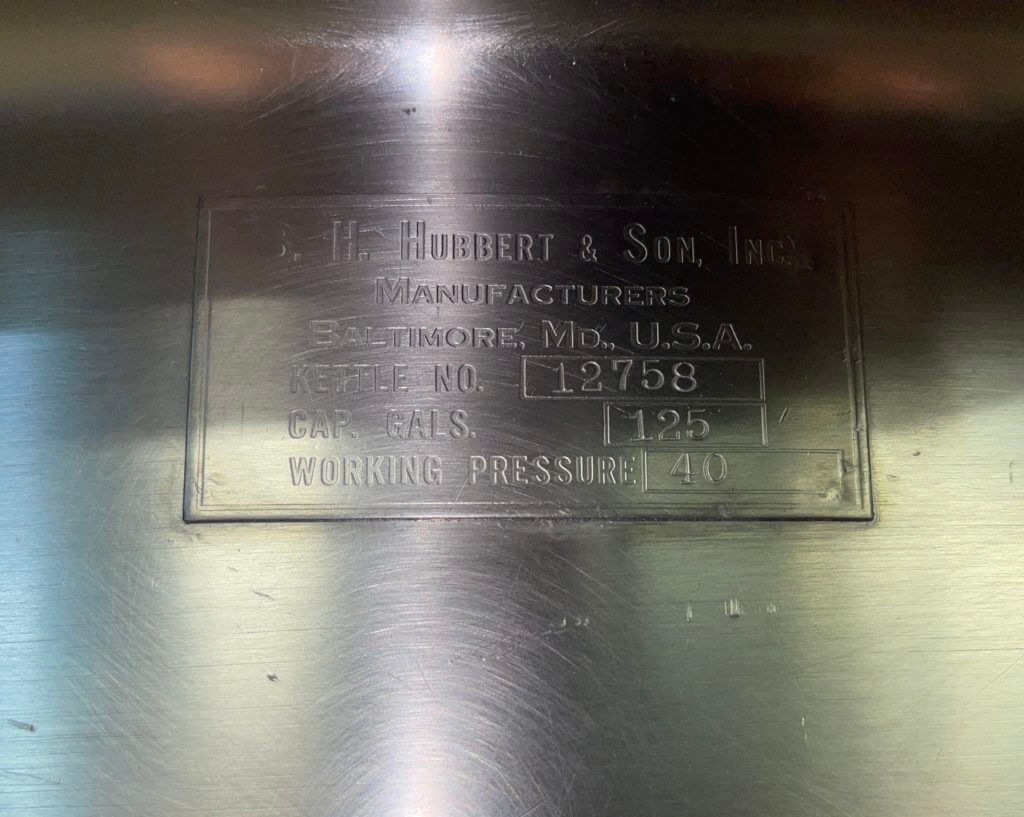 B. H. HUBBERT & SON, INC.
MANUFACTURERS
BALTIMORE, MD., U.S.A.
KETTLE NO. 12758
CAP. GALS. 125
WORKING PRESSURE 40